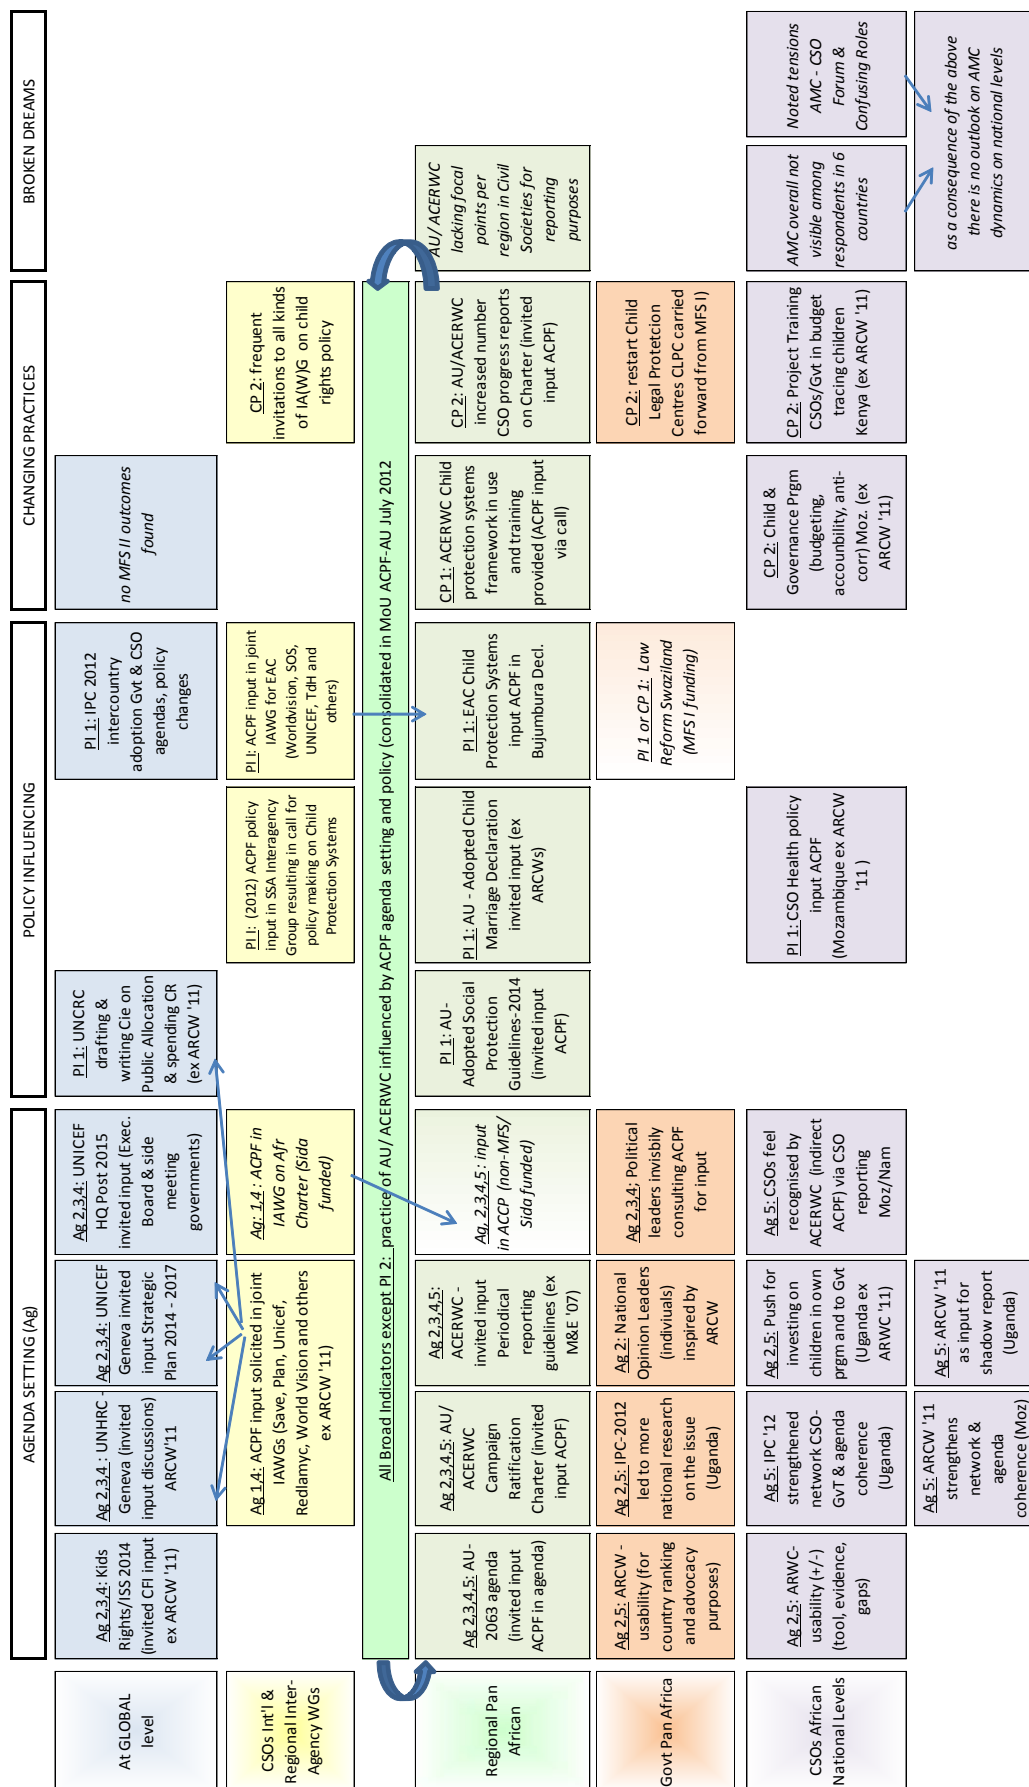 AGENDA SETTING (Ag)
POLICY INFLUENCING
CHANGING PRACTICES
BROKEN DREAMS
At GLOBAL
level
Ag 2,3,4: Kids
Rights/ISS 2014
(invited CFI input
ex ARCW '11)
Ag 2,3,4 : UNHRC -
Geneva (invited
input discussions)
ARCW'11
Ag 2,3,4: UNICEF
Geneva invited
input Strategic
Plan 2014 - 2017
Ag 2,3,4: UNICEF
HQ Post 2015
invited input (Exec.
Board & side
meeting
governments)
PI 1: UNCRC
drafting &
writing Cie on
Public Allocation
& spending CR
(ex ARCW '11)
PI 1: IPC 2012
intercountry
adoption Gvt & CSO
agendas, policy
changes
no MFS II outcomes
found
CSOs Int'l &
Regional Inter-
Agency WGs
Ag 1,4: ACPF input solicited in joint
IAWGs (Save, Plan, Unicef,
Redlamyc, World Vision and others
ex ARCW '11)
Ag: 1,4 : ACPF in
IAWG on Afr
Charter (Sida
funded)
PI I: (2012) ACPF policy
input in SSA Interagency
Group resulting in call for
policy making on Child
Protection Systems
PI I: ACPF input in joint
IAWG for EAC
(Worldvision, SOS,
UNICEF, TdH and
others)
CP 2: frequent
invitations to all kinds
of IA(W)G on child
rights policy
All Broad Indicators except PI 2: practice of AU/ ACERWC influenced by ACPF agenda setting and policy (consolidated in MoU ACPF-AU July 2012
Regional Pan
African
Ag 2,3,4,5: AU-
2063 agenda
(invited input
ACPF in agenda)
Ag 2,3,4,5: AU/
ACERWC
Campaign
Ratification
Charter (invited
input ACPF)
Ag 2,3,4,5:
ACERWC -
invited input
Periodical
reporting
guidelines (ex
M&E '07)
Ag, 2,3,4,5 : input
in ACCP (non-MFS/
Sida funded)
PI 1: AU-
Adopted Social
Protection
Guidelines-2014
(invited input
ACPF)
PI 1: AU - Adopted Child
Marriage Declaration
invited input (ex
ARCWs)
PI 1: EAC Child
Protection Systems
input ACPF in
Bujumbura Decl.
CP 1: ACERWC Child
protection systems
framework in use
and training
provided (ACPF input
via call)
CP 2: AU/ACERWC
increased number
CSO progress reports
on Charter (invited
input ACPF)
AU/ ACERWC
lacking focal
points per
region in Civil
Societies for
reporting
purposes
Govt Pan Africa
Ag 2,5: ARCW -
usability (for
country ranking
and advocacy
purposes)
Ag 2,5: IPC-2012
led to more
national research
on the issue
(Uganda)
Ag 2: National
Opinion Leaders
(indiviuals)
inspired by
ARCW
Ag 2,3,4; Political
leaders invisbily
consulting ACPF
for input
PI 1 or CP 1: Law
Reform Swaziland
(MFS I funding)
CP 2: restart Child
Legal Protetcion
Centres CLPC carried
forward from MFS I)
CSOs African
National Levels
Ag 2,5: ARWC-
usability (+/-)
(tool, evidence,
gaps)
Ag 5: IPC '12
strengthened
network CSO-
GvT & agenda
coherence
(Uganda)
Ag 2,5: Push for
investing on
children in own
prgm and to Gvt
(Uganda ex
ARWC '11)
Ag 5: CSOs feel
recognised by
ACERWC (indirect
ACPF) via CSO
reporting
Moz/Nam
PI 1: CSO Health policy
input ACPF
(Mozambique ex ARCW
'11 )
CP 2: Child &
Governance Prgm
(budgeting,
accounbility, anti-
corr) Moz. (ex
ARCW '11)
CP 2: Project Training
CSOs/Gvt in budget
tracing children
Kenya (ex ARCW '11)
AMC overall not
visible among
respondents in 6
countries
Noted tensions
AMC - CSO
Forum &
Confusing Roles
Ag 5: ARCW '11
strengthens
network &
agenda
coherence (Moz)
Ag 5: ARCW '11
as input for
shadow report
(Uganda)
as a consequence of the above
there is no outlook on AMC
dynamics on national levels